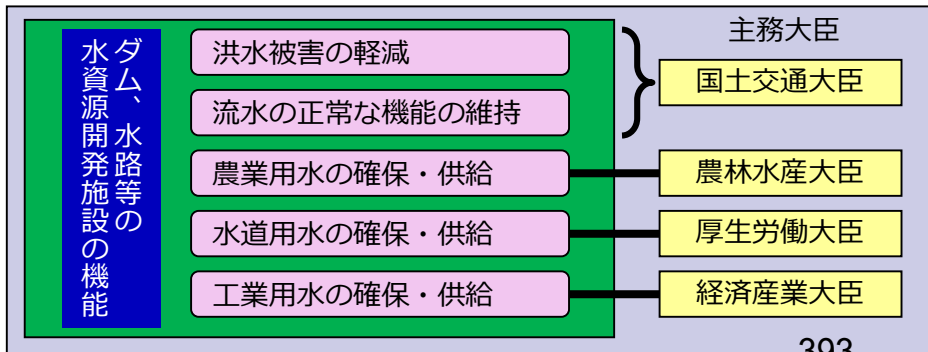 ダム、水路等の
水資源開発施設の機能
洪水被害の軽減
流水の正常な機能の維持
農業用水の確保・供給
水道用水の確保・供給
工業用水の確保・供給
主務大臣
国土交通大臣
農林水産大臣
厚生労働大臣
経済産業大臣
393